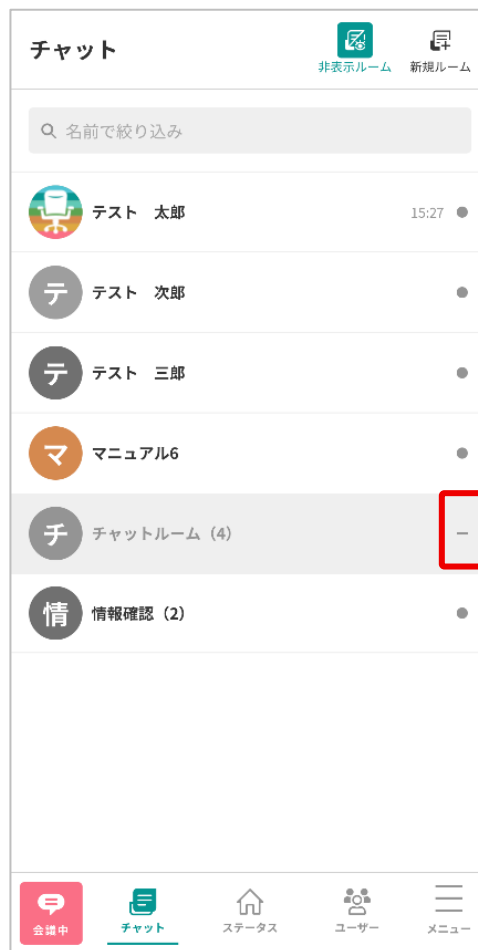 チャット
非表示ルーム
新規ルーム
名前で絞り込み
テスト　太郎
15:27
テ
テスト　次郎
テ
テスト　三郎
マ
マニュアル6
チ
チャットルーム（4）
情
情報確認（2）
会議中
チャット
ステータス
ユーザー
メニュー